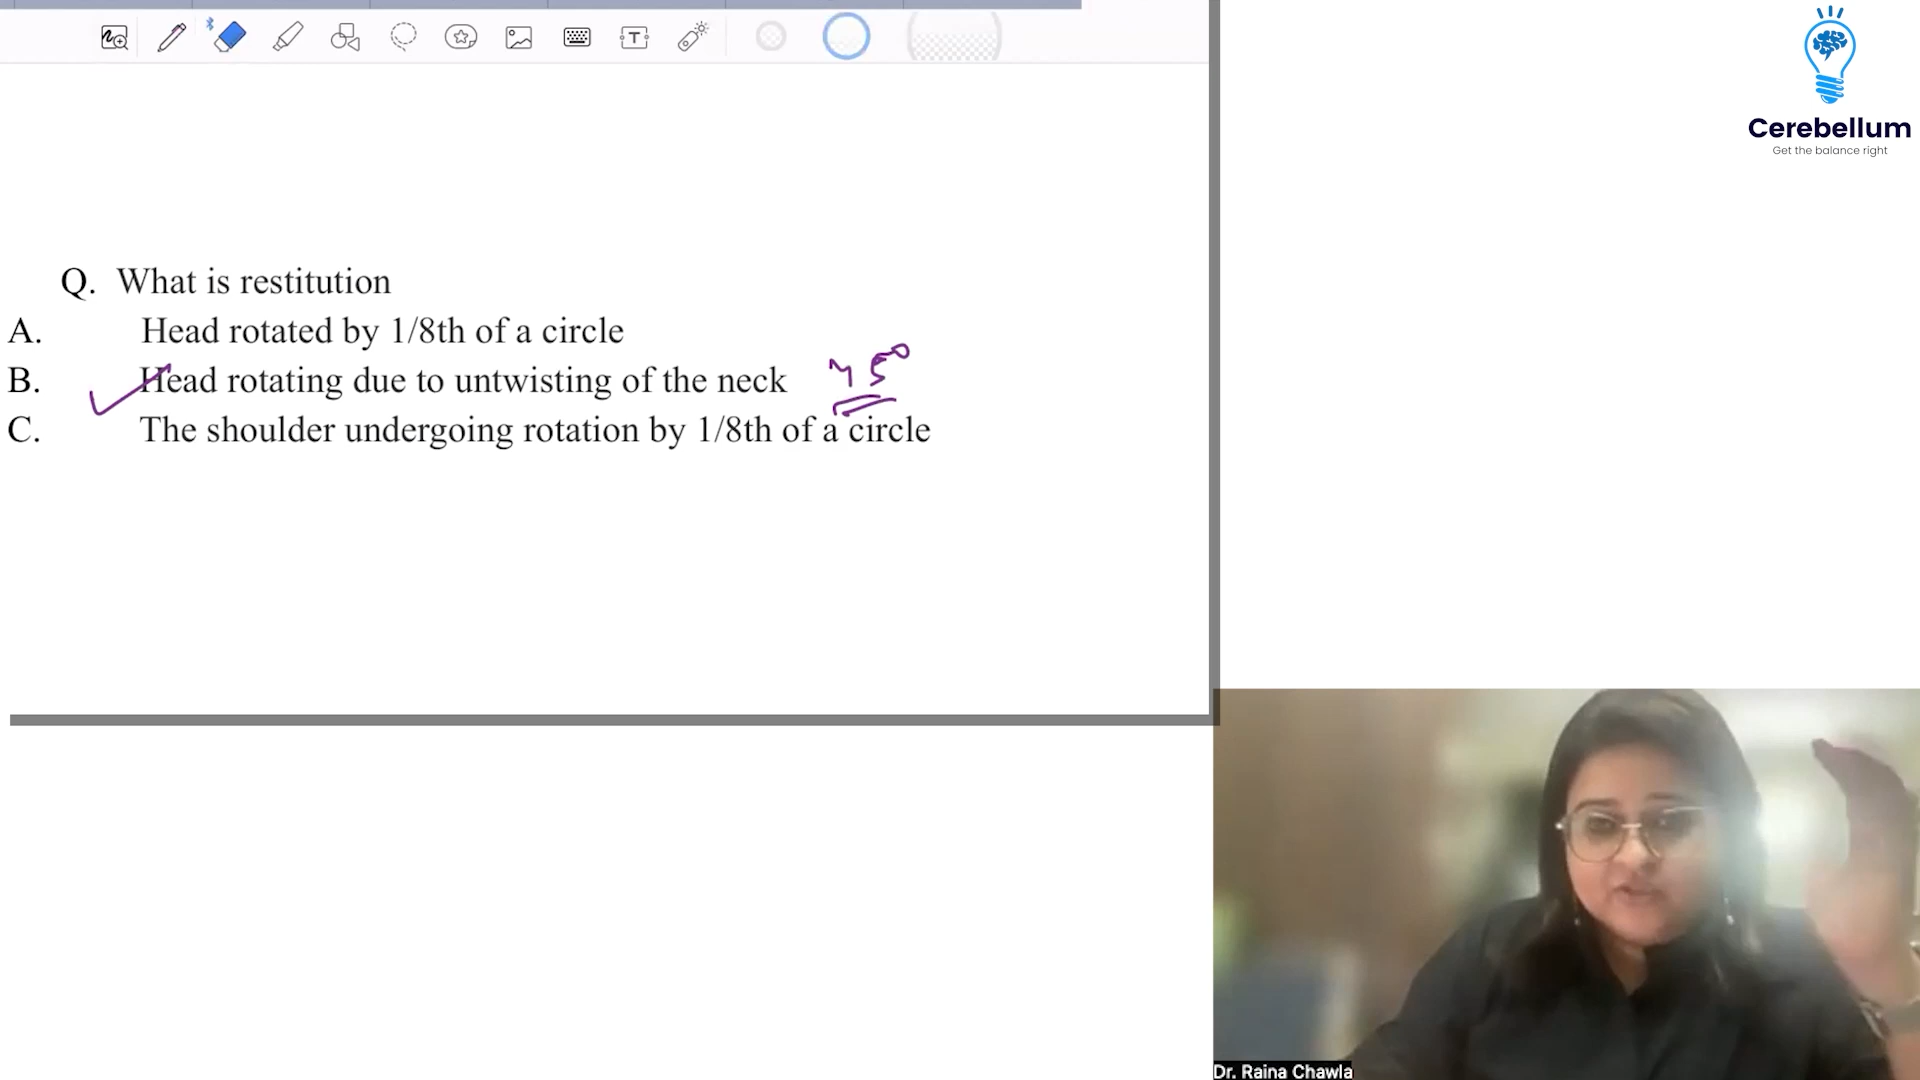 Cerebellum
Get the balance right
Q. What is restitution
A. Head rotated by 1/8th of a circle
B. Head rotating due to untwisting of the neck 45°
C. The shoulder undergoing rotation by 1/8th of a circle
Dr. Raina Chawla